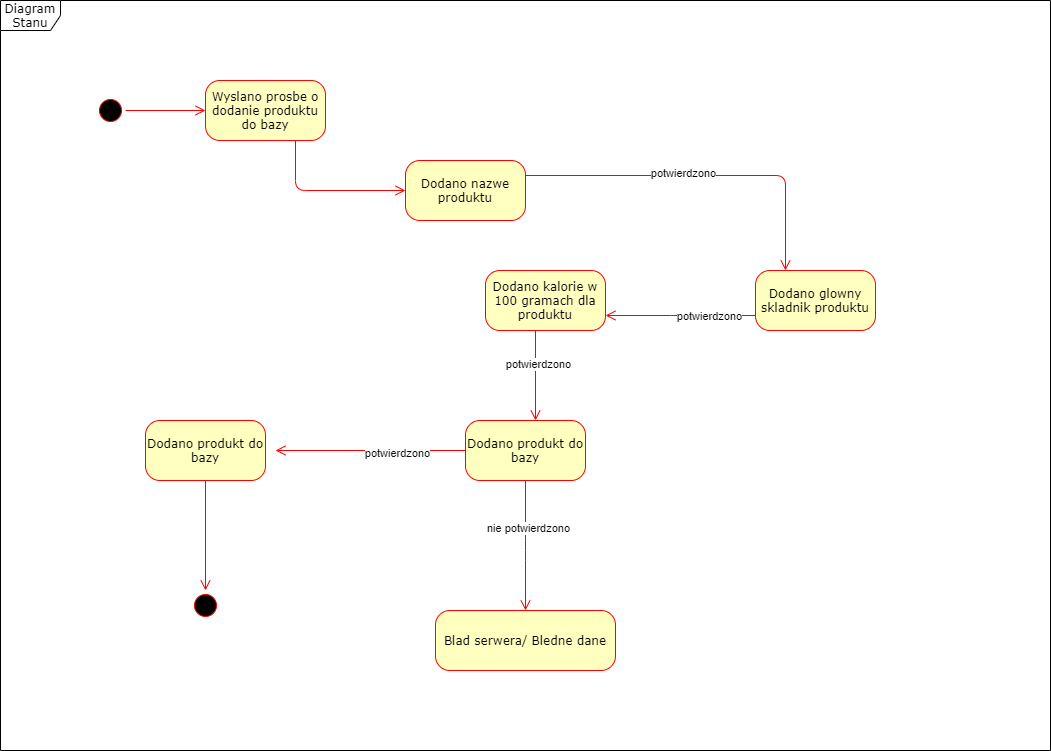 Diagram
Stanu
Wyslano prosbe o
dodanie produktu
do bazy
Dodano nazwe
produktu
potwierdzono
Dodano glowny
skladnik produktu
potwierdzono
Dodano kalorie w
100 gramach dla
produktu
potwierdzono
Dodano produkt do
bazy
potwierdzono
Dodano produkt do
bazy
nie potwierdzono
Blad serwera/ Bledne dane